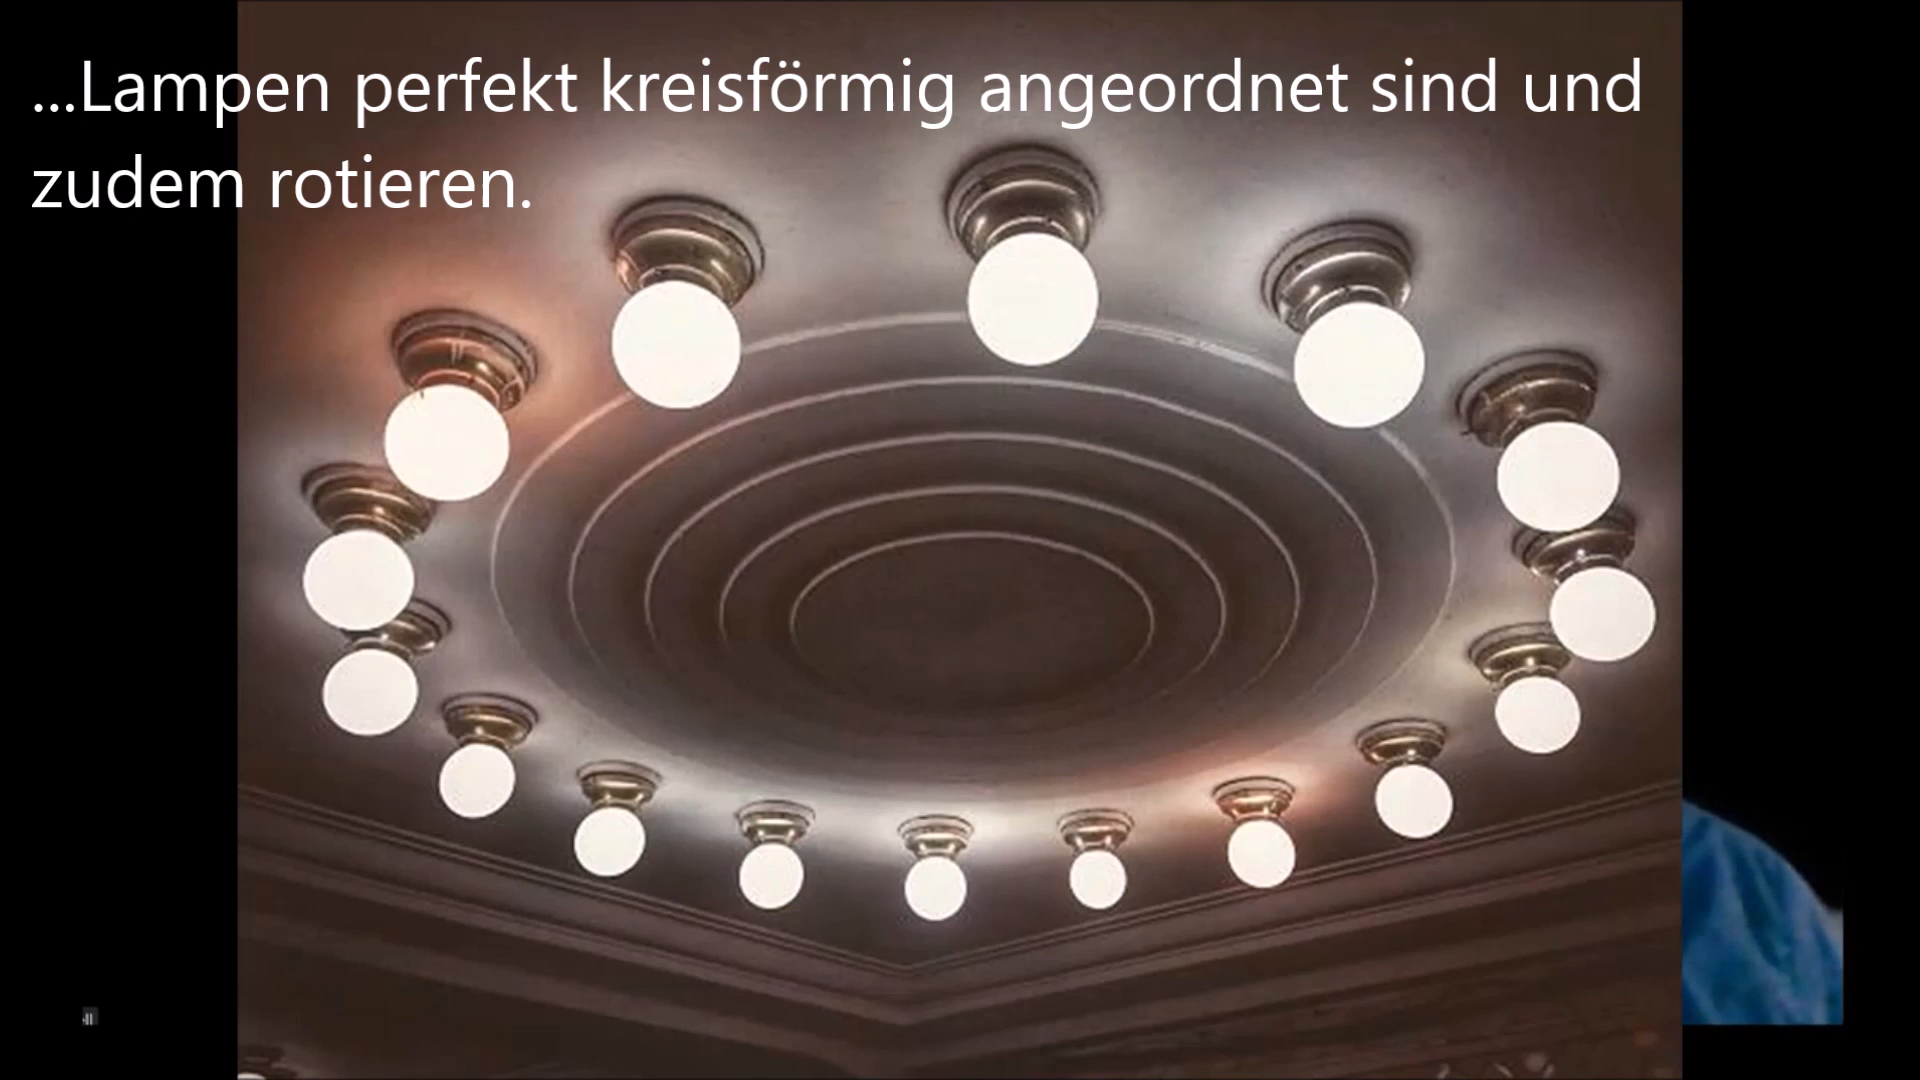 ...Lampen perfekt kreisförmig angeordnet sind und
zudem rotieren.